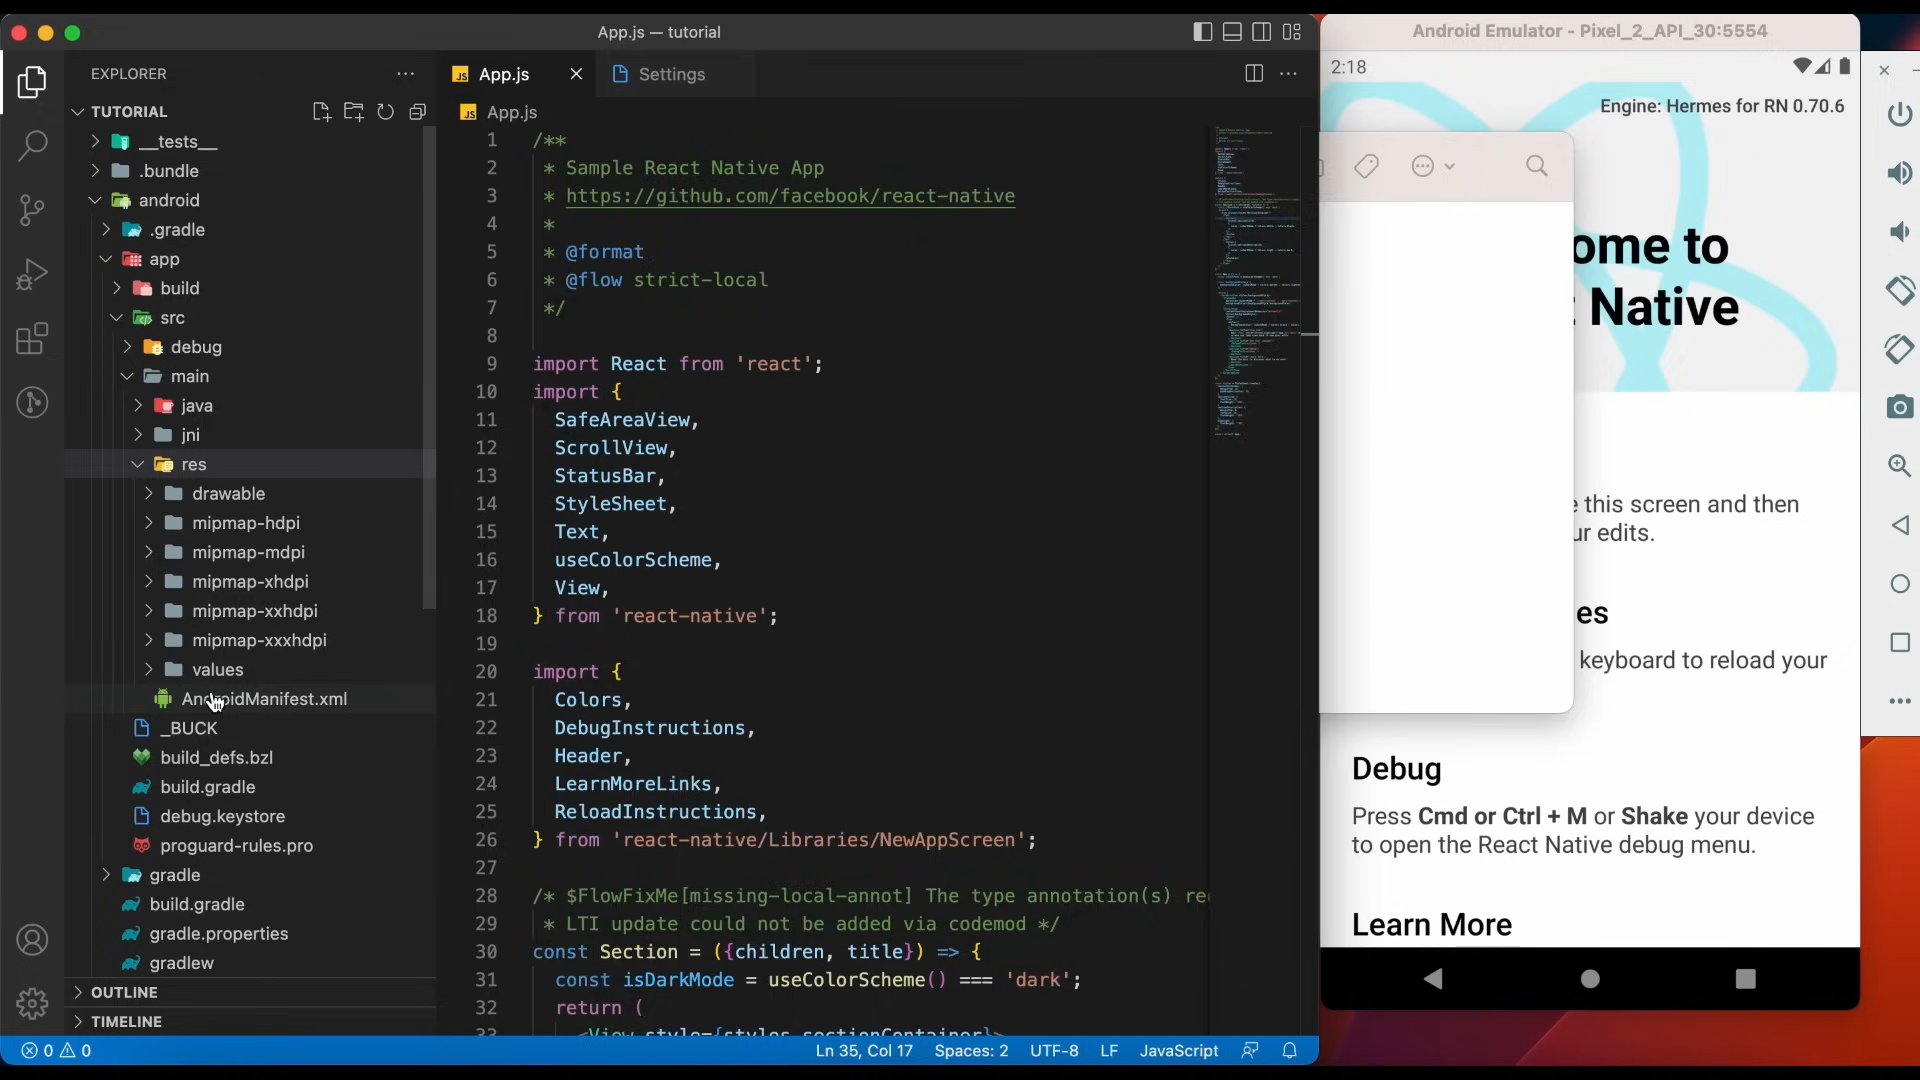 App.js — tutorial
EXPLORER
TUTORIAL
__tests__
.bundle
android
.gradle
app
build
src
debug
main
java
jni
res
drawable
mipmap-hdpi
mipmap-mdpi
mipmap-xhdpi
mipmap-xxhdpi
mipmap-xxxhdpi
values
AndroidManifest.xml
_BUCK
build_defs.bzl
build.gradle
debug.keystore
proguard-rules.pro
gradle
build.gradle
gradle.properties
gradlew
OUTLINE
TIMELINE
JS App.js
Settings
JS App.js
1 /**
2 * Sample React Native App
3 * https://github.com/facebook/react-native
4 *
5 * @format
6 * @flow strict-local
7 */
8
9 import React from 'react';
10 import {
11 SafeAreaView,
12 ScrollView,
13 StatusBar,
14 StyleSheet,
15 Text,
16 useColorScheme,
17 View,
18 } from 'react-native';
19
20 import {
21 Colors,
22 DebugInstructions,
23 Header,
24 LearnMoreLinks,
25 ReloadInstructions,
26 } from 'react-native/Libraries/NewAppScreen';
27
28 /* $FlowFixMe[missing-local-annot] The type annotation(s) re
29 * LTI update could not be added via codemod */
30 const Section = ({children, title}) => {
31 const isDarkMode = useColorScheme() === 'dark';
32 return (
33 <View style={styles.sectionContainer}>
0 0
Ln 35, Col 17 Spaces: 2 UTF-8 LF JavaScript
Android Emulator - Pixel_2_API_30:5554
2:18
Engine: Hermes for RN 0.70.6
ome to
t Native
e this screen and then
ur edits.
es
keyboard to reload your
Debug
Press Cmd or Ctrl + M or Shake your device
to open the React Native debug menu.
Learn More